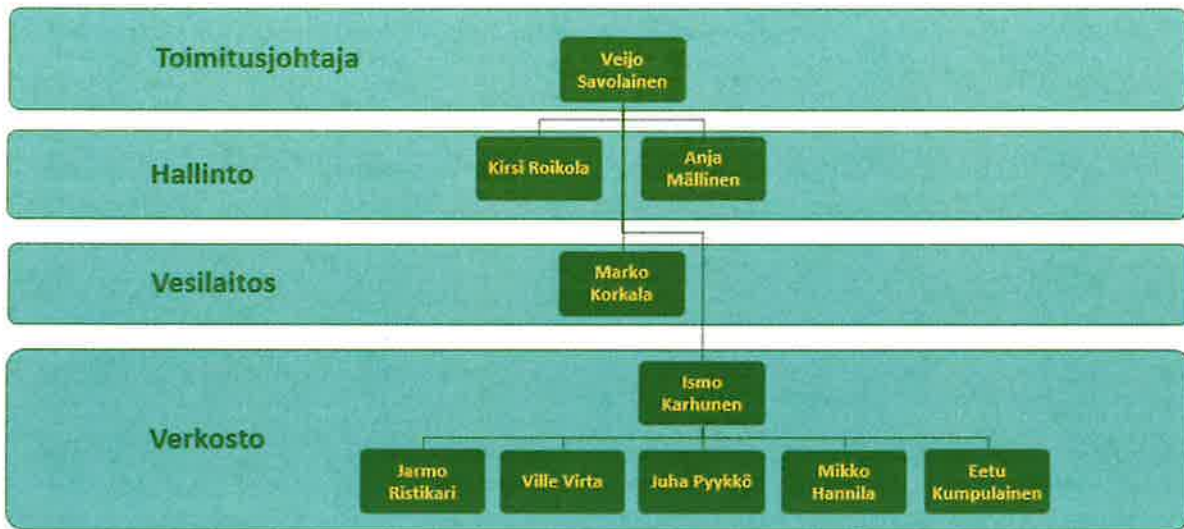 Toimitusjohtaja
Veijo
Savolainen
Hallinto
Kirsi Roikola
Anja
Mällinen
Vesilaitos
Marko
Korkala
Verkosto
Ismo
Karhunen
Jarmo
Ristikari
Ville Virta
Juha Pyykkö
Mikko
Hannila
Eetu
Kumpulainen